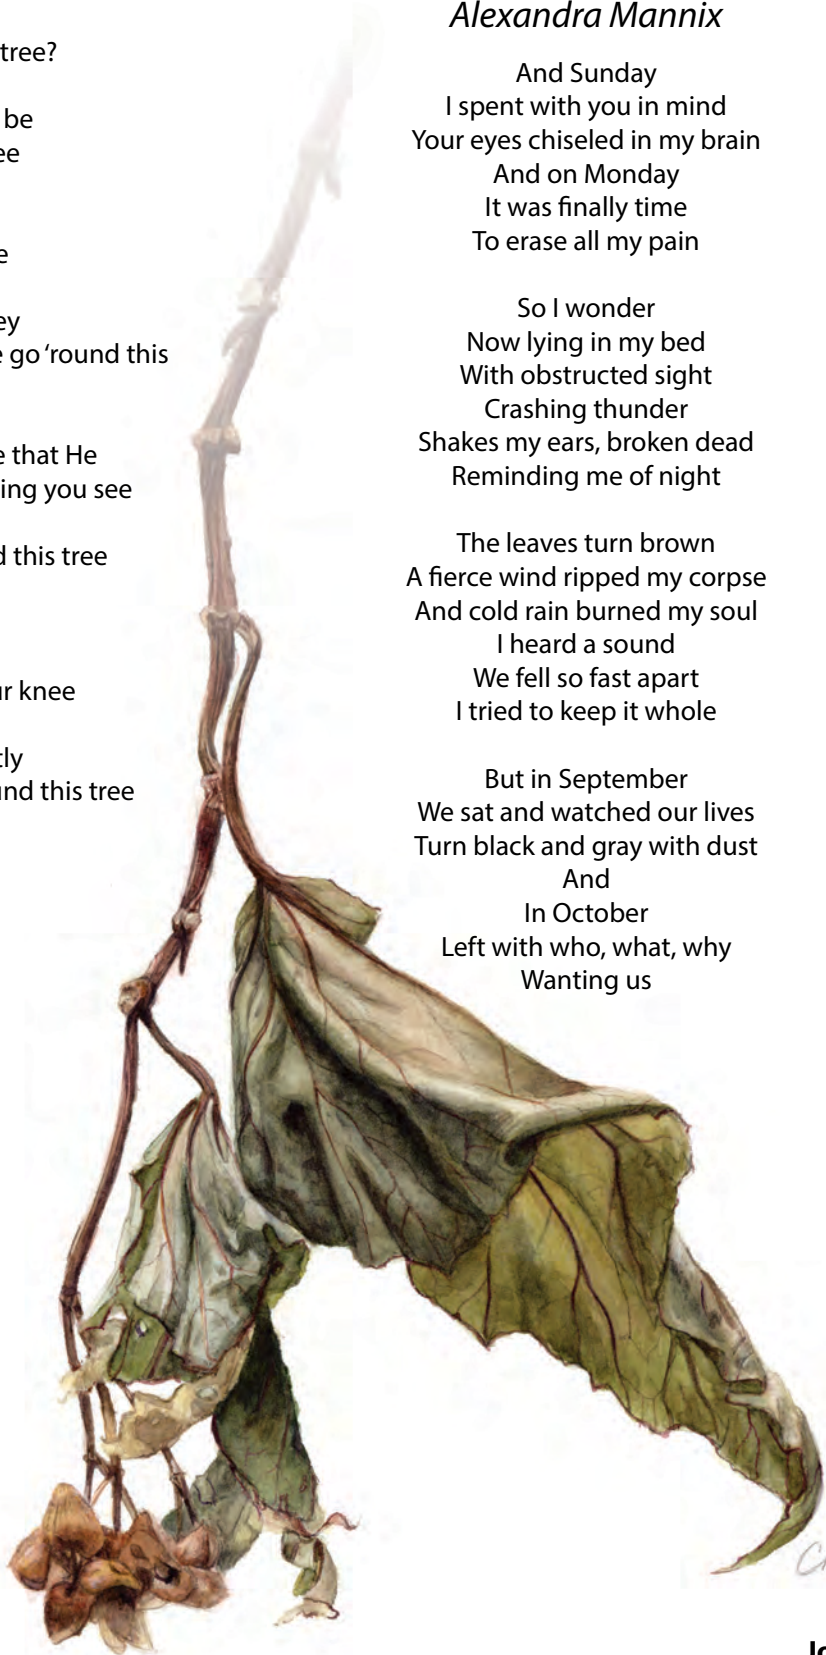 tree?
be
ee
e
ey
e go ‘round this
e that He
ing you see
d this tree
ur knee
tly
und this tree
Alexandra Mannix
And Sunday
I spent with you in mind
Your eyes chiseled in my brain
And on Monday
It was finally time
To erase all my pain
So I wonder
Now lying in my bed
With obstructed sight
Crashing thunder
Shakes my ears, broken dead
Reminding me of night
The leaves turn brown
A fierce wind ripped my corpse
And cold rain burned my soul
I heard a sound
We fell so fast apart
I tried to keep it whole
But in September
We sat and watched our lives
Turn black and gray with dust
And
In October
Left with who, what, why
Wanting us